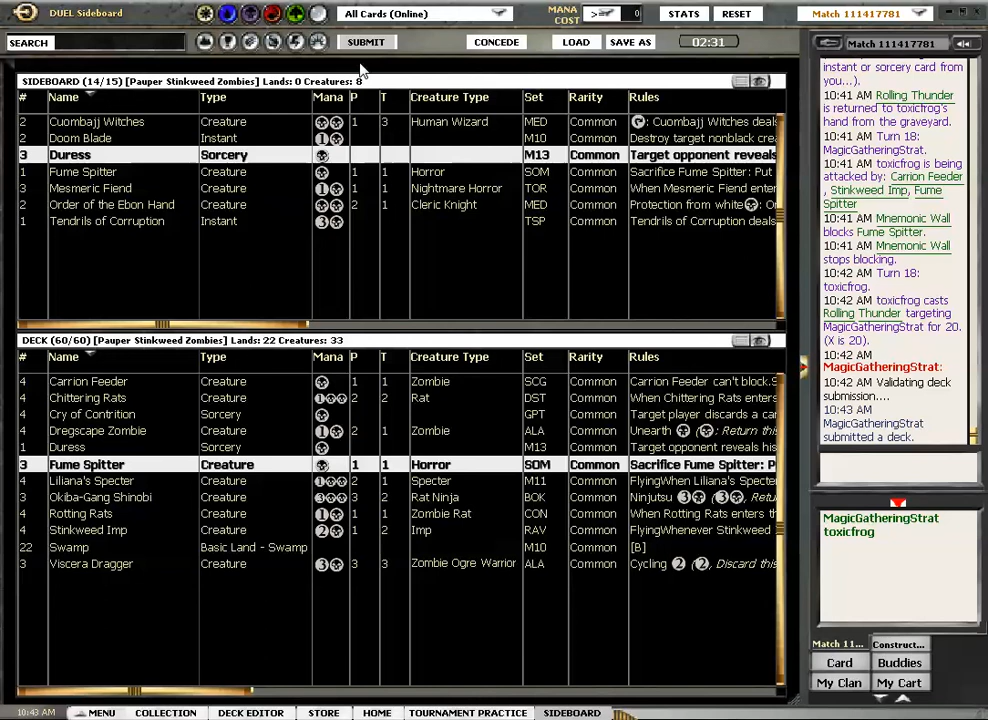 DUEL Sideboard
All Cards (Online)
MANA COST
0
STATS
RESET
Match 111417781
SEARCH
SUBMIT
CONCEDE
LOAD
SAVE AS
02:31
Match 111417781
SIDEBOARD (14/15) [Pauper Stinkweed Zombies] Lands: 0 Creatures: 8
# Name Type Mana P T Creature Type Set Rarity Rules
2 Cuombajj Witches Creature 1 3 Human Wizard MED Common : Cuombajj Witches deals
2 Doom Blade Instant 1 M10 Common Destroy target nonblack cre
3 Duress Sorcery M13 Common Target opponent reveals
1 Fume Spitter Creature 1 1 Horror SOM Common Sacrifice Fume Spitter: Put
3 Mesmeric Fiend Creature 1 1 1 Nightmare Horror TOR Common When Mesmeric Fiend enter
2 Order of the Ebon Hand Creature 2 1 Cleric Knight MED Common Protection from white
1 Tendrils of Corruption Instant 3 TSP Common Tendrils of Corruption deals
DECK (60/60) [Pauper Stinkweed Zombies] Lands: 22 Creatures: 33
# Name Type Mana P T Creature Type Set Rarity Rules
4 Carrion Feeder Creature 1 1 Zombie SCG Common Carrion Feeder can't block.S
4 Chittering Rats Creature 1 2 2 Rat DST Common When Chittering Rats enters
4 Cry of Contrition Sorcery GPT Common Target player discards a car
4 Dregscape Zombie Creature 1 2 1 Zombie ALA Common Unearth ( : Return this
1 Duress Sorcery M13 Common Target opponent reveals his
3 Fume Spitter Creature 1 1 Horror SOM Common Sacrifice Fume Spitter: P
4 Liliana's Specter Creature 1 2 1 Specter M11 Common FlyingWhen Liliana's Specte
3 Okiba-Gang Shinobi Creature 3 3 2 Rat Ninja BOK Common Ninjutsu 3 (3 , Retu
4 Rotting Rats Creature 1 1 1 Zombie Rat CON Common When Rotting Rats enters th
4 Stinkweed Imp Creature 2 1 2 Imp RAV Common FlyingWhenever Stinkweed
22 Swamp Basic Land - Swamp M10 Common [B]
3 Viscera Dragger Creature 3 3 3 Zombie Ogre Warrior ALA Common Cycling 2 (2, Discard this
instant or sorcery card from
you...).
10:41 AM Rolling Thunder
is returned to toxicfrog's
hand from the graveyard.
10:41 AM Turn 18:
MagicGatheringStrat.
10:41 AM toxicfrog is being
attacked by: Carrion Feeder
, Stinkweed Imp, Fume
Spitter
10:41 AM Mnemonic Wall
blocks Fume Spitter.
10:41 AM Mnemonic Wall
stops blocking.
10:42 AM Turn 18:
toxicfrog.
10:42 AM toxicfrog casts
Rolling Thunder targeting
MagicGatheringStrat for 20.
(X is 20).
10:42 AM
MagicGatheringStrat:
10:42 AM Validating deck
submission....
10:43 AM
MagicGatheringStrat
submitted a deck.
MagicGatheringStrat
toxicfrog
Match 11...
Construct...
Card
Buddies
My Clan
My Cart
10:43 AM
MENU
COLLECTION
DECK EDITOR
STORE
HOME
TOURNAMENT PRACTICE
SIDEBOARD